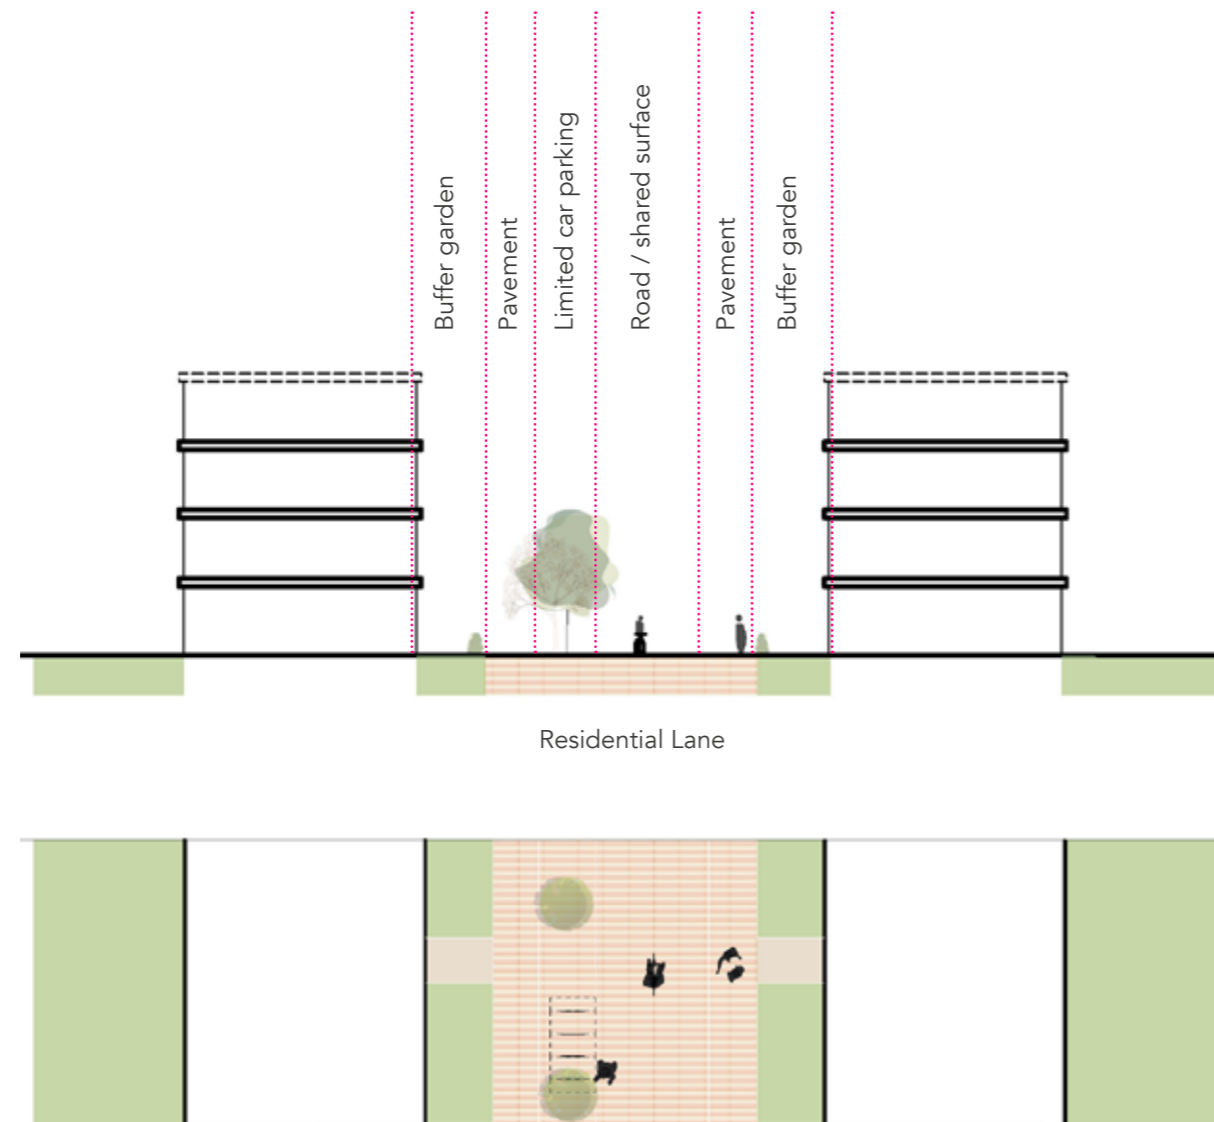 Buffer garden
Pavement
Limited car parking
Road / shared surface
Pavement
Buffer garden
Residential Lane